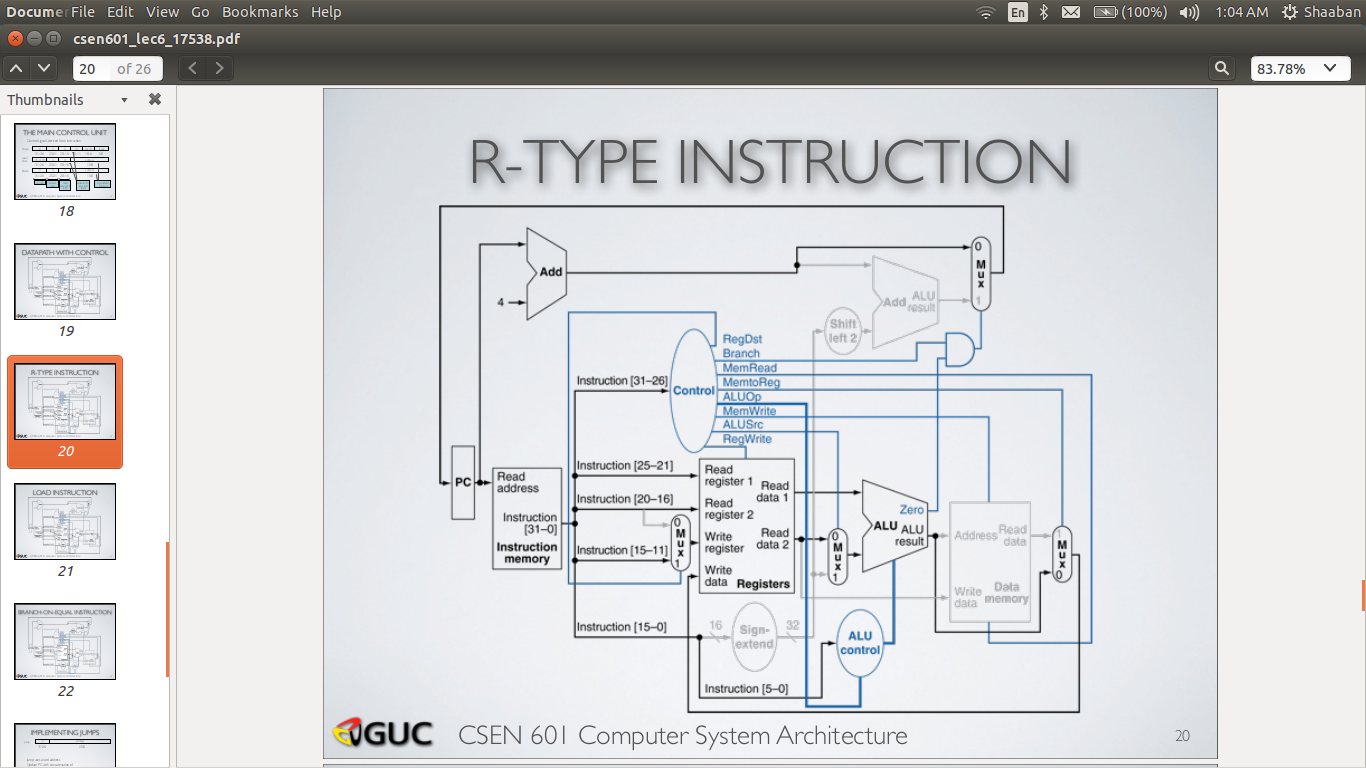 Docume File Edit View Go Bookmarks Help En (100%) 1:04 AM Shaaban
csen601_lec6_17538.pdf
20 of 26 83.78%
Thumbnails
THE MAIN CONTROL UNIT
18
DATAPATH WITH CONTROL
19
R-TYPE INSTRUCTION
20
LOAD INSTRUCTION
21
BRANCH-ON-EQUAL INSTRUCTION
22
IMPLEMENTING JUMPS
R-TYPE INSTRUCTION
Add
4
0
Mux
1
Add ALU result
Shift left 2
RegDst
Branch
MemRead
MemtoReg
ALUOp
MemWrite
ALUSrc
RegWrite
Control
Instruction [31–26]
Instruction [25–21]
Instruction [20–16]
Instruction [15–11]
Instruction [15–0]
Instruction [5–0]
PC
Read address
Instruction [31–0]
Instruction memory
0
Mux
1
Read register 1
Read register 2
Write register
Write data
Read data 1
Read data 2
Registers
0
Mux
1
Zero
ALU
ALU result
Address
Read data
Write data
Data memory
1
Mux
0
16
Sign-extend
32
ALU control
GUC CSEN 601 Computer System Architecture 20